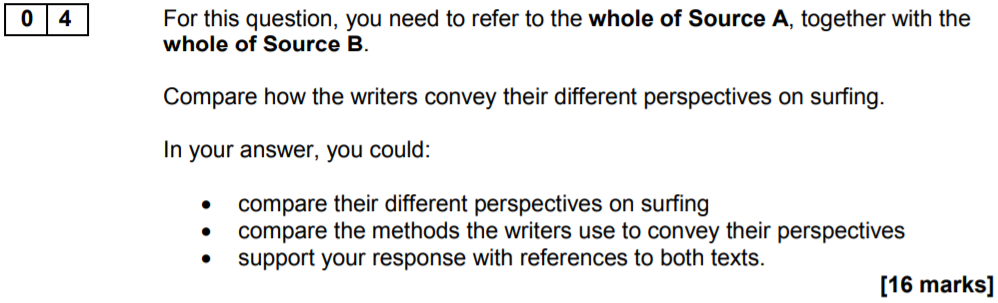 0 4 For this question, you need to refer to the whole of Source A, together with the
whole of Source B.
Compare how the writers convey their different perspectives on surfing.
In your answer, you could:
• compare their different perspectives on surfing
• compare the methods the writers use to convey their perspectives
• support your response with references to both texts.
[16 marks]